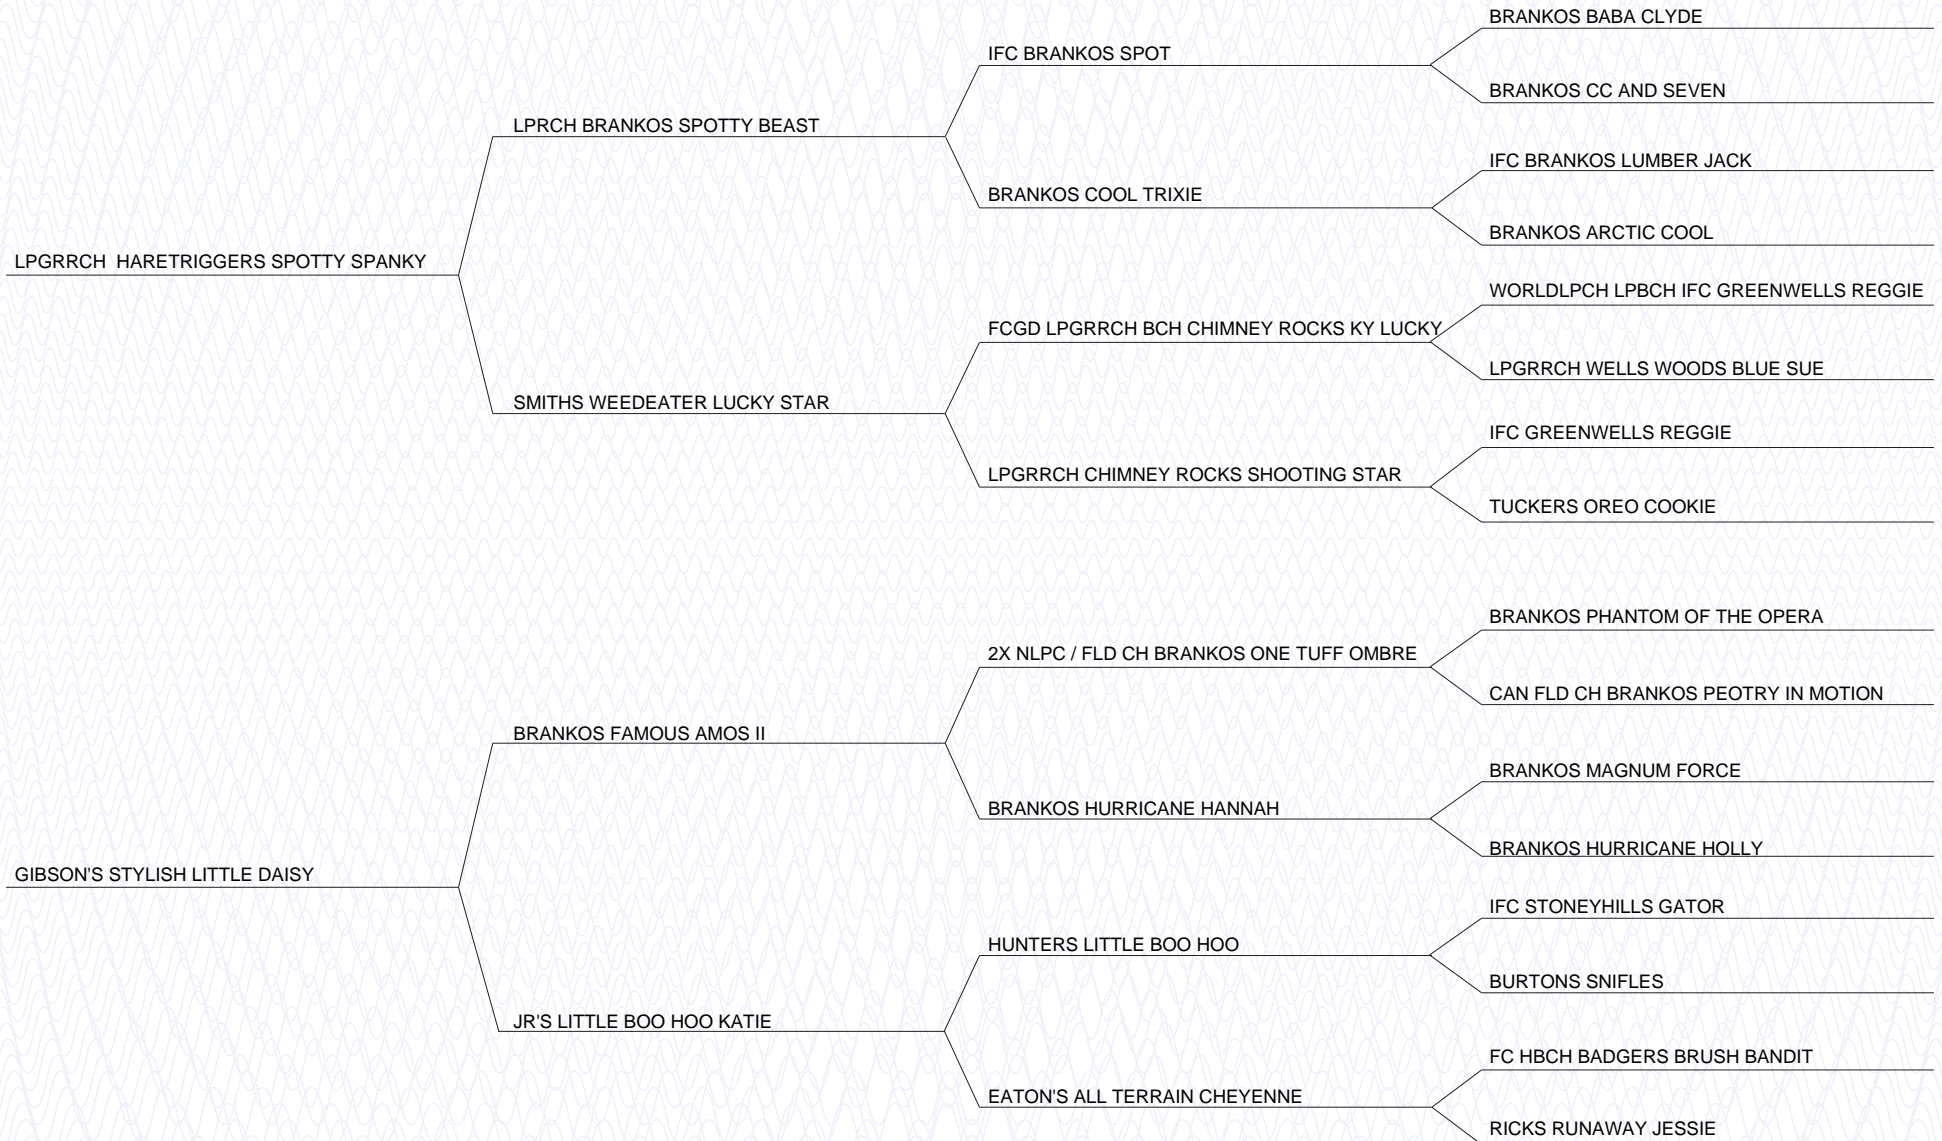 BRANKOS BABA CLYDE
IFC BRANKOS SPOT
BRANKOS CC AND SEVEN
LPRCH BRANKOS SPOTTY BEAST
IFC BRANKOS LUMBER JACK
BRANKOS COOL TRIXIE
BRANKOS ARCTIC COOL
LPGRRCH  HARETRIGGERS SPOTTY SPANKY
WORLDLPCH LPBCH IFC GREENWELLS REGGIE
FCGD LPGRRCH BCH CHIMNEY ROCKS KY LUCKY
LPGRRCH WELLS WOODS BLUE SUE
SMITHS WEEDEATER LUCKY STAR
IFC GREENWELLS REGGIE
LPGRRCH CHIMNEY ROCKS SHOOTING STAR
TUCKERS OREO COOKIE
BRANKOS PHANTOM OF THE OPERA
2X NLPC / FLD CH BRANKOS ONE TUFF OMBRE
CAN FLD CH BRANKOS PEOTRY IN MOTION
BRANKOS FAMOUS AMOS II
BRANKOS MAGNUM FORCE
BRANKOS HURRICANE HANNAH
BRANKOS HURRICANE HOLLY
GIBSON'S STYLISH LITTLE DAISY
IFC STONEYHILLS GATOR
HUNTERS LITTLE BOO HOO
BURTONS SNIFLES
JR'S LITTLE BOO HOO KATIE
FC HBCH BADGERS BRUSH BANDIT
EATON'S ALL TERRAIN CHEYENNE
RICKS RUNAWAY JESSIE